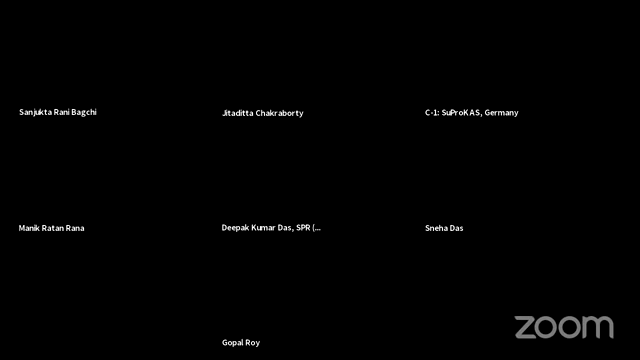 Sanjukta Rani Bagchi
Jitaditta Chakraborty
C-1: SuProKAS, Germany
Manik Ratan Rana
Deepak Kumar Das, SPR (...
Sneha Das
zoom
Gopal Roy